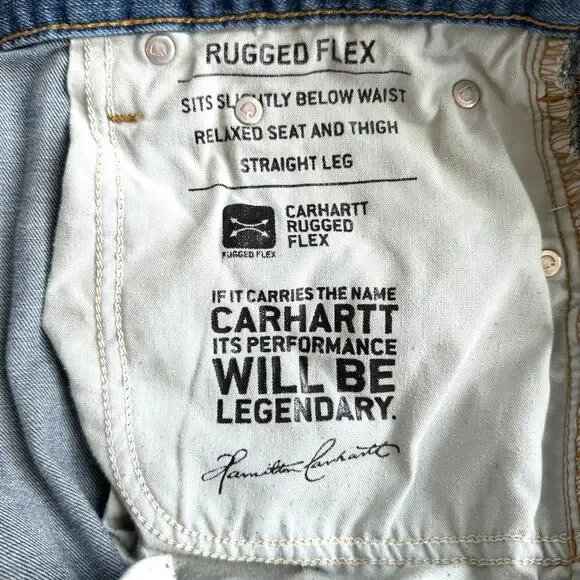 RUGGED FLEX
SITS SLIGHTLY BELOW WAIST
RELAXED SEAT AND THIGH
STRAIGHT LEG
CARHARTT
RUGGED
FLEX
RUGGED FLEX
IF IT CARRIES THE NAME
CARHARTT
ITS PERFORMANCE
WILL BE
LEGENDARY.
Hamilton Carhartt